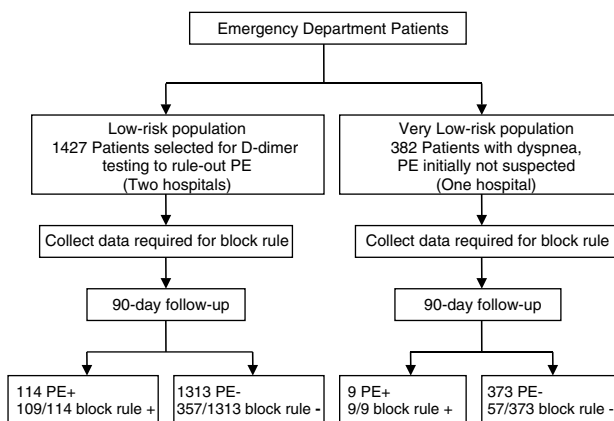 Emergency Department Patients
Low-risk population
1427 Patients selected for D-dimer
testing to rule-out PE
(Two hospitals)
Very Low-risk population
382 Patients with dyspnea,
PE initially not suspected
(One hospital)
Collect data required for block rule
Collect data required for block rule
90-day follow-up
90-day follow-up
114 PE+
109/114 block rule +
1313 PE-
357/1313 block rule -
9 PE+
9/9 block rule +
373 PE-
57/373 block rule -